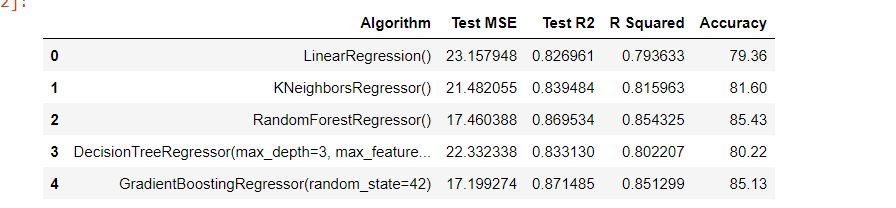 2]:
Algorithm Test MSE Test R2 R Squared Accuracy
0 LinearRegression() 23.157948 0.826961 0.793633 79.36
1 KNeighborsRegressor() 21.482055 0.839484 0.815963 81.60
2 RandomForestRegressor() 17.460388 0.869534 0.854325 85.43
3 DecisionTreeRegressor(max_depth=3, max_feature... 22.332338 0.833130 0.802207 80.22
4 GradientBoostingRegressor(random_state=42) 17.199274 0.871485 0.851299 85.13